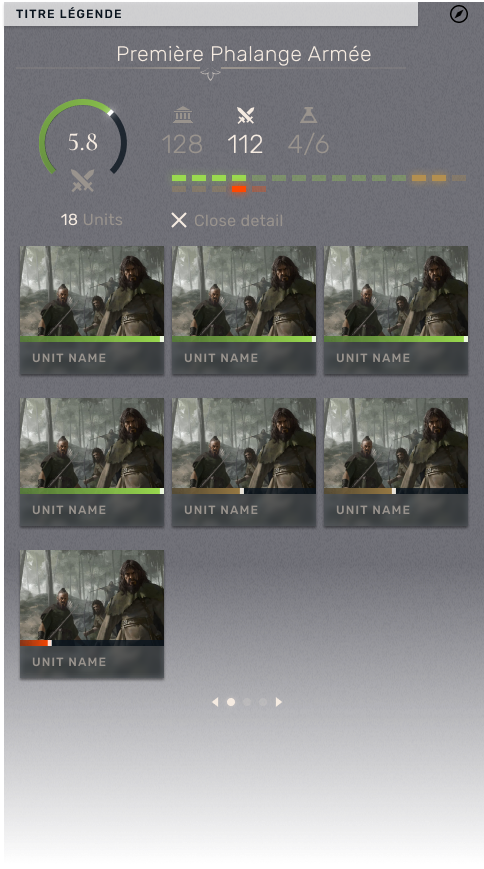 TITRE LÉGENDE
Première Phalange Armée
5.8
128 112 4/6
18 Units
Close detail
UNIT NAME UNIT NAME UNIT NAME
UNIT NAME UNIT NAME UNIT NAME
UNIT NAME